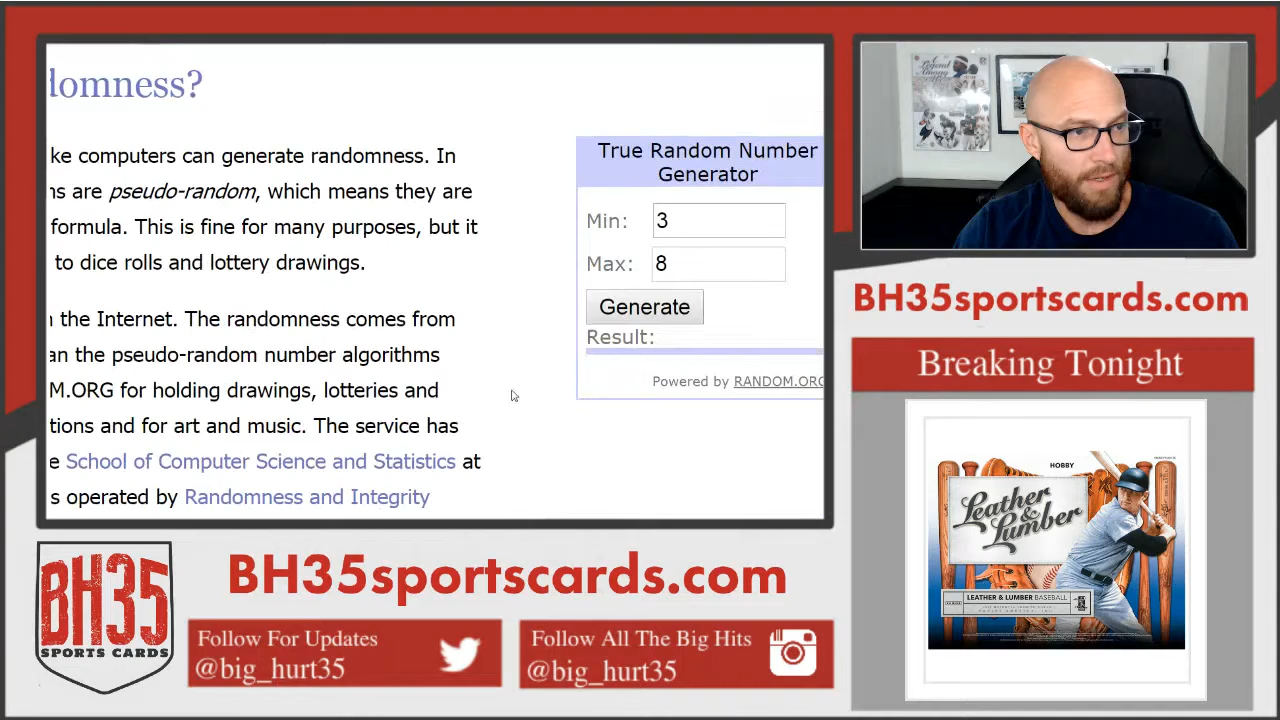 domness?
ke computers can generate randomness. In
ns are pseudo-random, which means they are
formula. This is fine for many purposes, but it
to dice rolls and lottery drawings.
the Internet. The randomness comes from
an the pseudo-random number algorithms
M.ORG for holding drawings, lotteries and
tions and for art and music. The service has
e School of Computer Science and Statistics at
s operated by Randomness and Integrity
True Random Number
Generator
Min: 3
Max: 8
Generate
Result:
Powered by RANDOM.ORG
Legend
Among
BH35sportscards.com
Breaking Tonight
HOBBY
Leather
& Lumber
LEATHER & LUMBER BASEBALL
BH35
SPORTS CARDS
BH35sportscards.com
Follow For Updates
@big_hurt35
Follow All The Big Hits
@big_hurt35